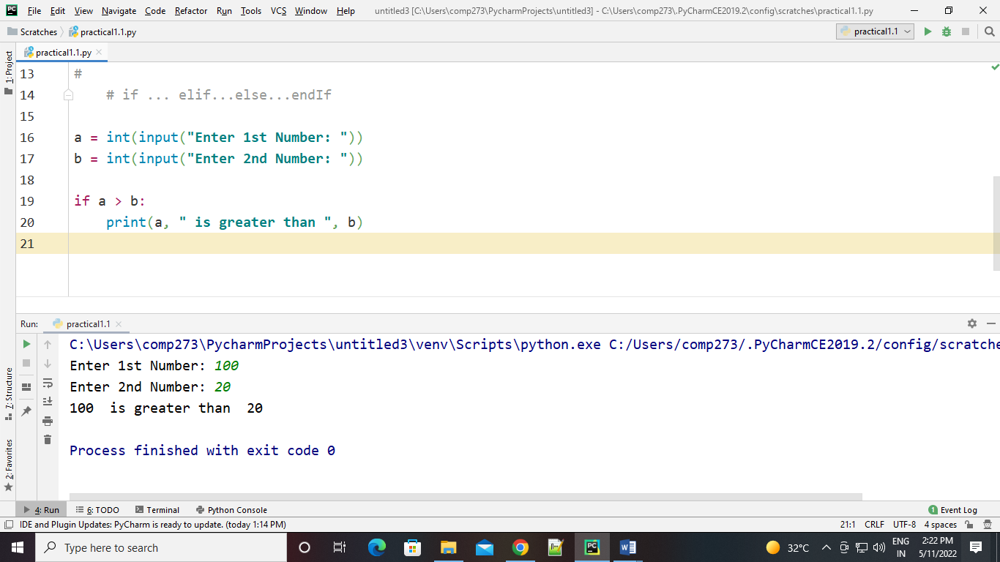 File Edit View Navigate Code Refactor Run Tools VCS Window Help untitled3 [C:\Users\comp273\PycharmProjects\untitled3] - C:\Users\comp273\.PyCharmCE2019.2\config\scratches\practical1.1.py
Scratches practical1.1.py practical1.1
1: Project
practical1.1.py
13 #
14 # if ... elif...else...endIf
15
16 a = int(input("Enter 1st Number: "))
17 b = int(input("Enter 2nd Number: "))
18
19 if a > b:
20 print(a, " is greater than ", b)
21
Run: practical1.1
C:\Users\comp273\PycharmProjects\untitled3\venv\Scripts\python.exe C:/Users/comp273/.PyCharmCE2019.2/config/scratche
Enter 1st Number: 100
Enter 2nd Number: 20
100  is greater than  20
Process finished with exit code 0
7: Structure
2: Favorites
4: Run 6: TODO Terminal Python Console 1 Event Log
IDE and Plugin Updates: PyCharm is ready to update. (today 1:14 PM) 21:1 CRLF UTF-8 4 spaces
Type here to search 32°C ENG 2:22 PM
IN 5/11/2022